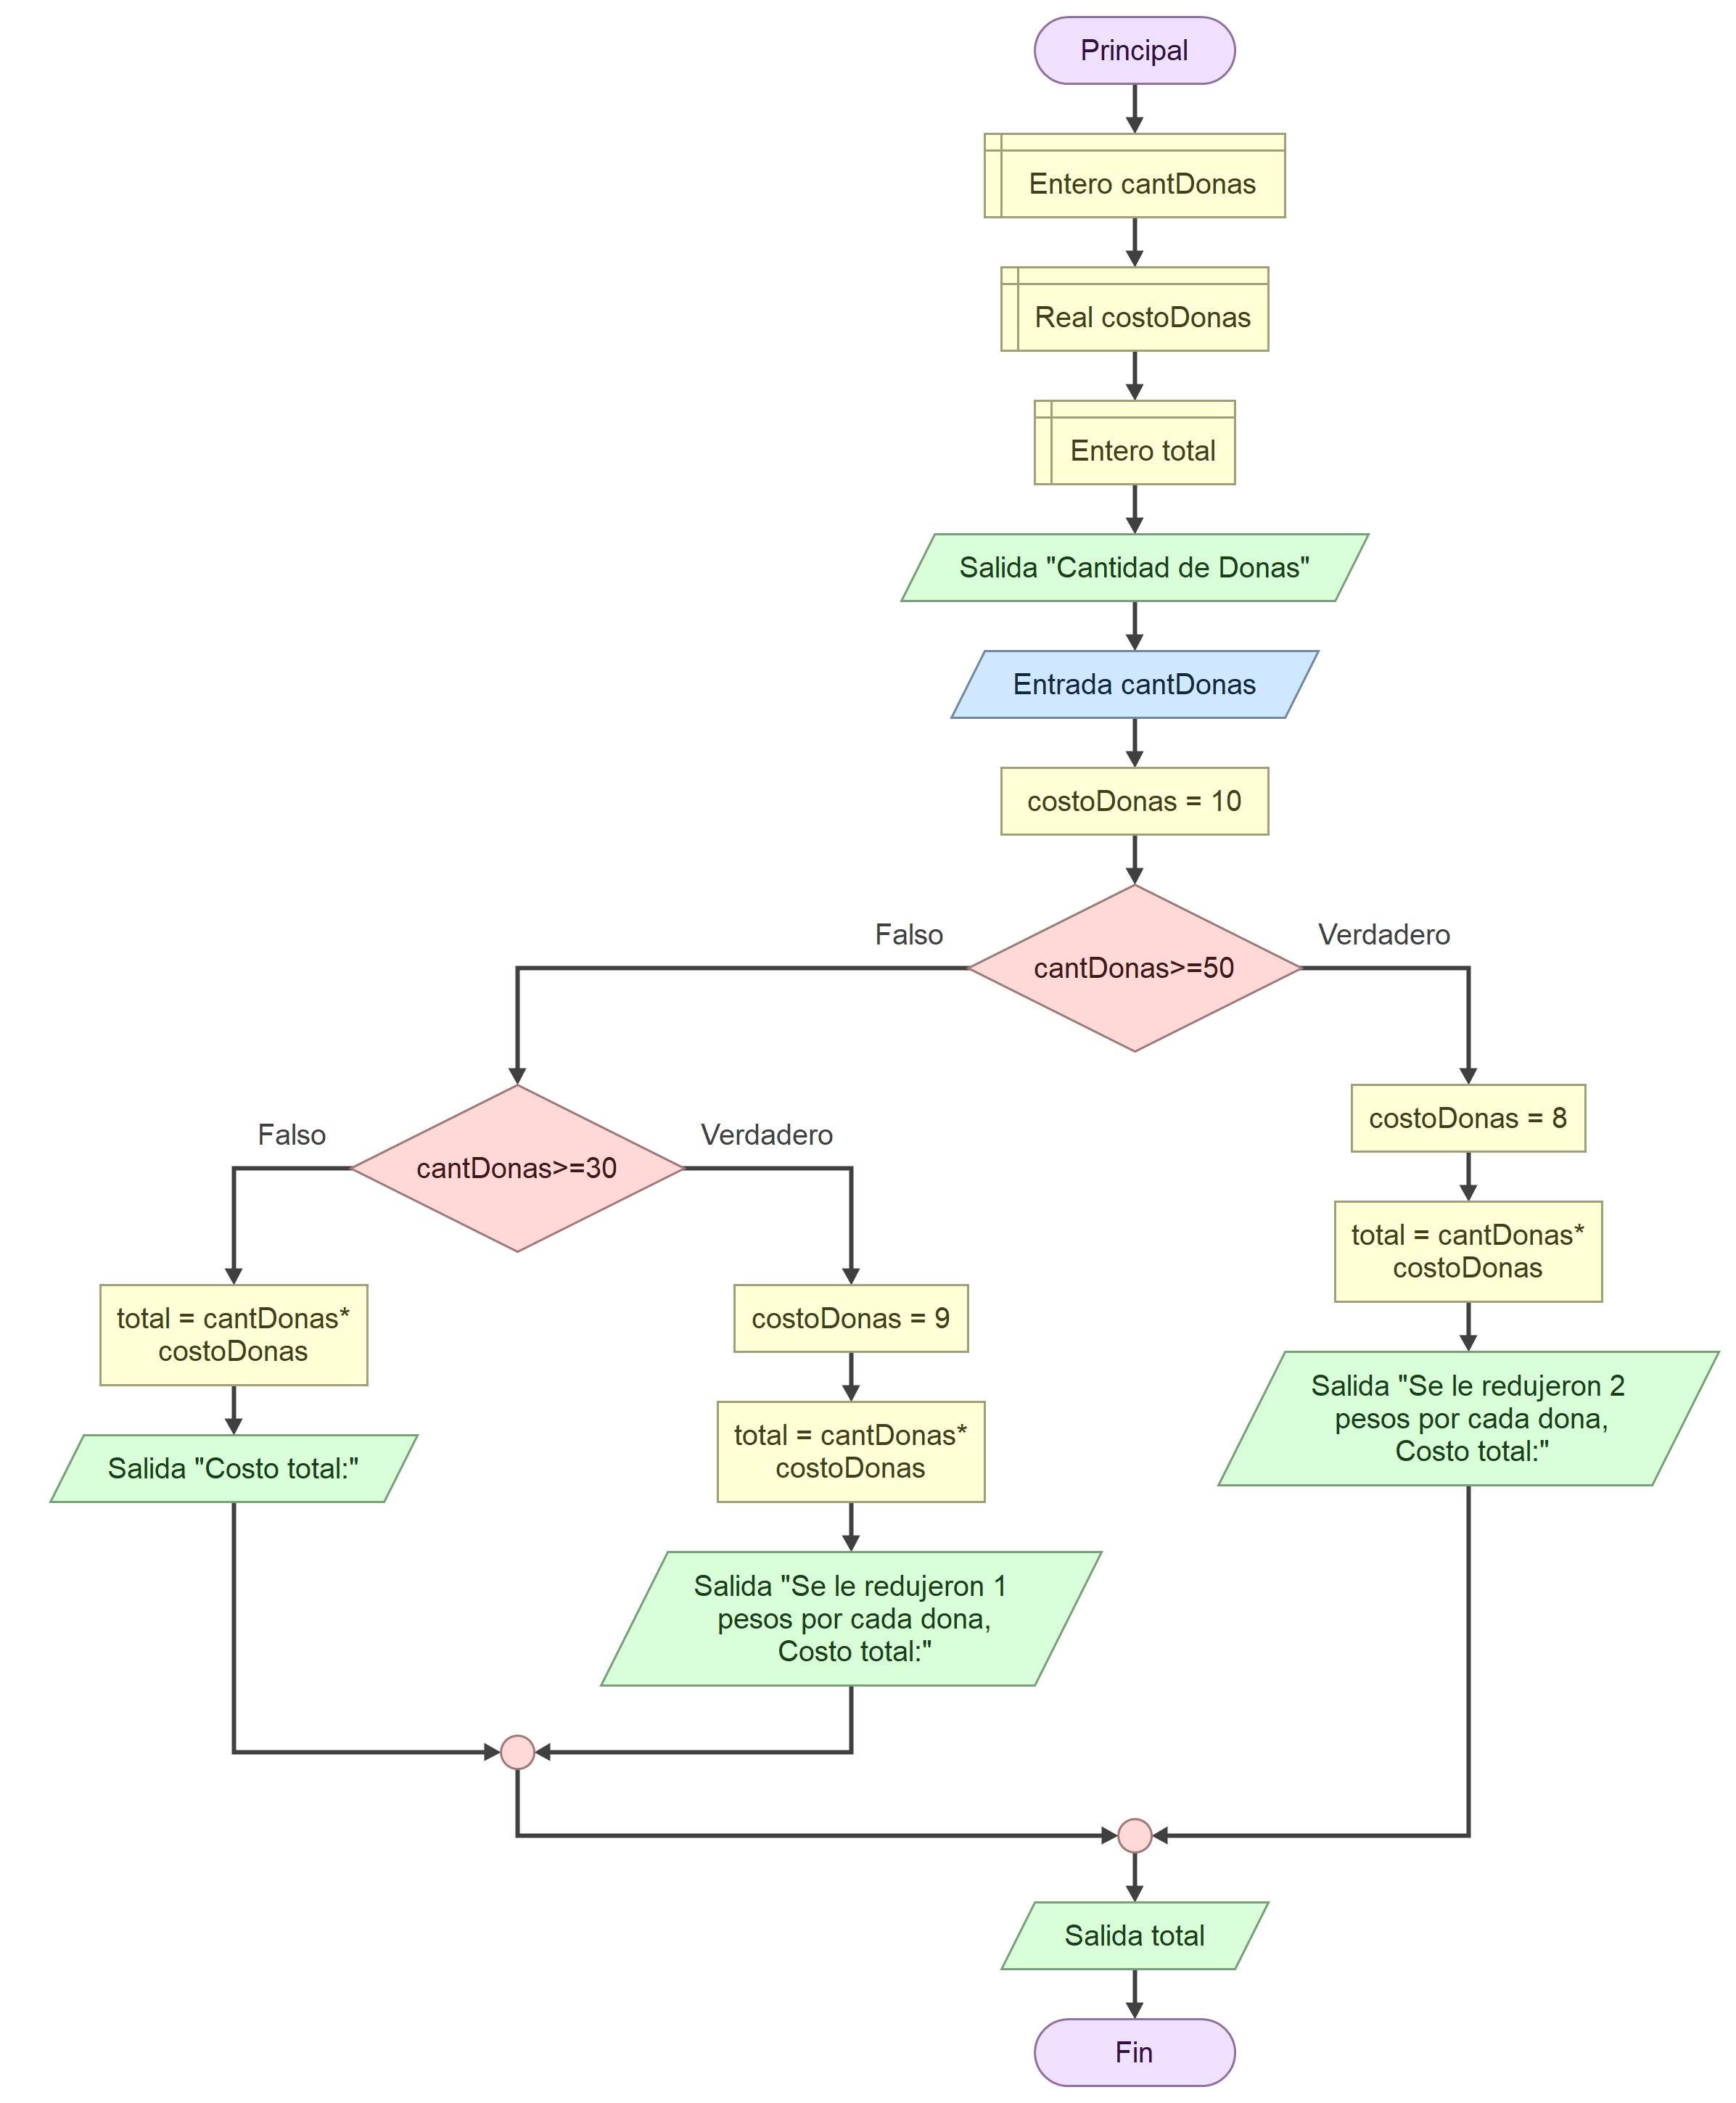 Principal
Entero cantDonas
Real costoDonas
Entero total
Salida "Cantidad de Donas"
Entrada cantDonas
costoDonas = 10
cantDonas>=50
Falso
Verdadero
cantDonas>=30
Falso
Verdadero
total = cantDonas*
costoDonas
Salida "Costo total:"
costoDonas = 9
total = cantDonas*
costoDonas
Salida "Se le redujeron 1
pesos por cada dona,
Costo total:"
costoDonas = 8
total = cantDonas*
costoDonas
Salida "Se le redujeron 2
pesos por cada dona,
Costo total:"
Salida total
Fin